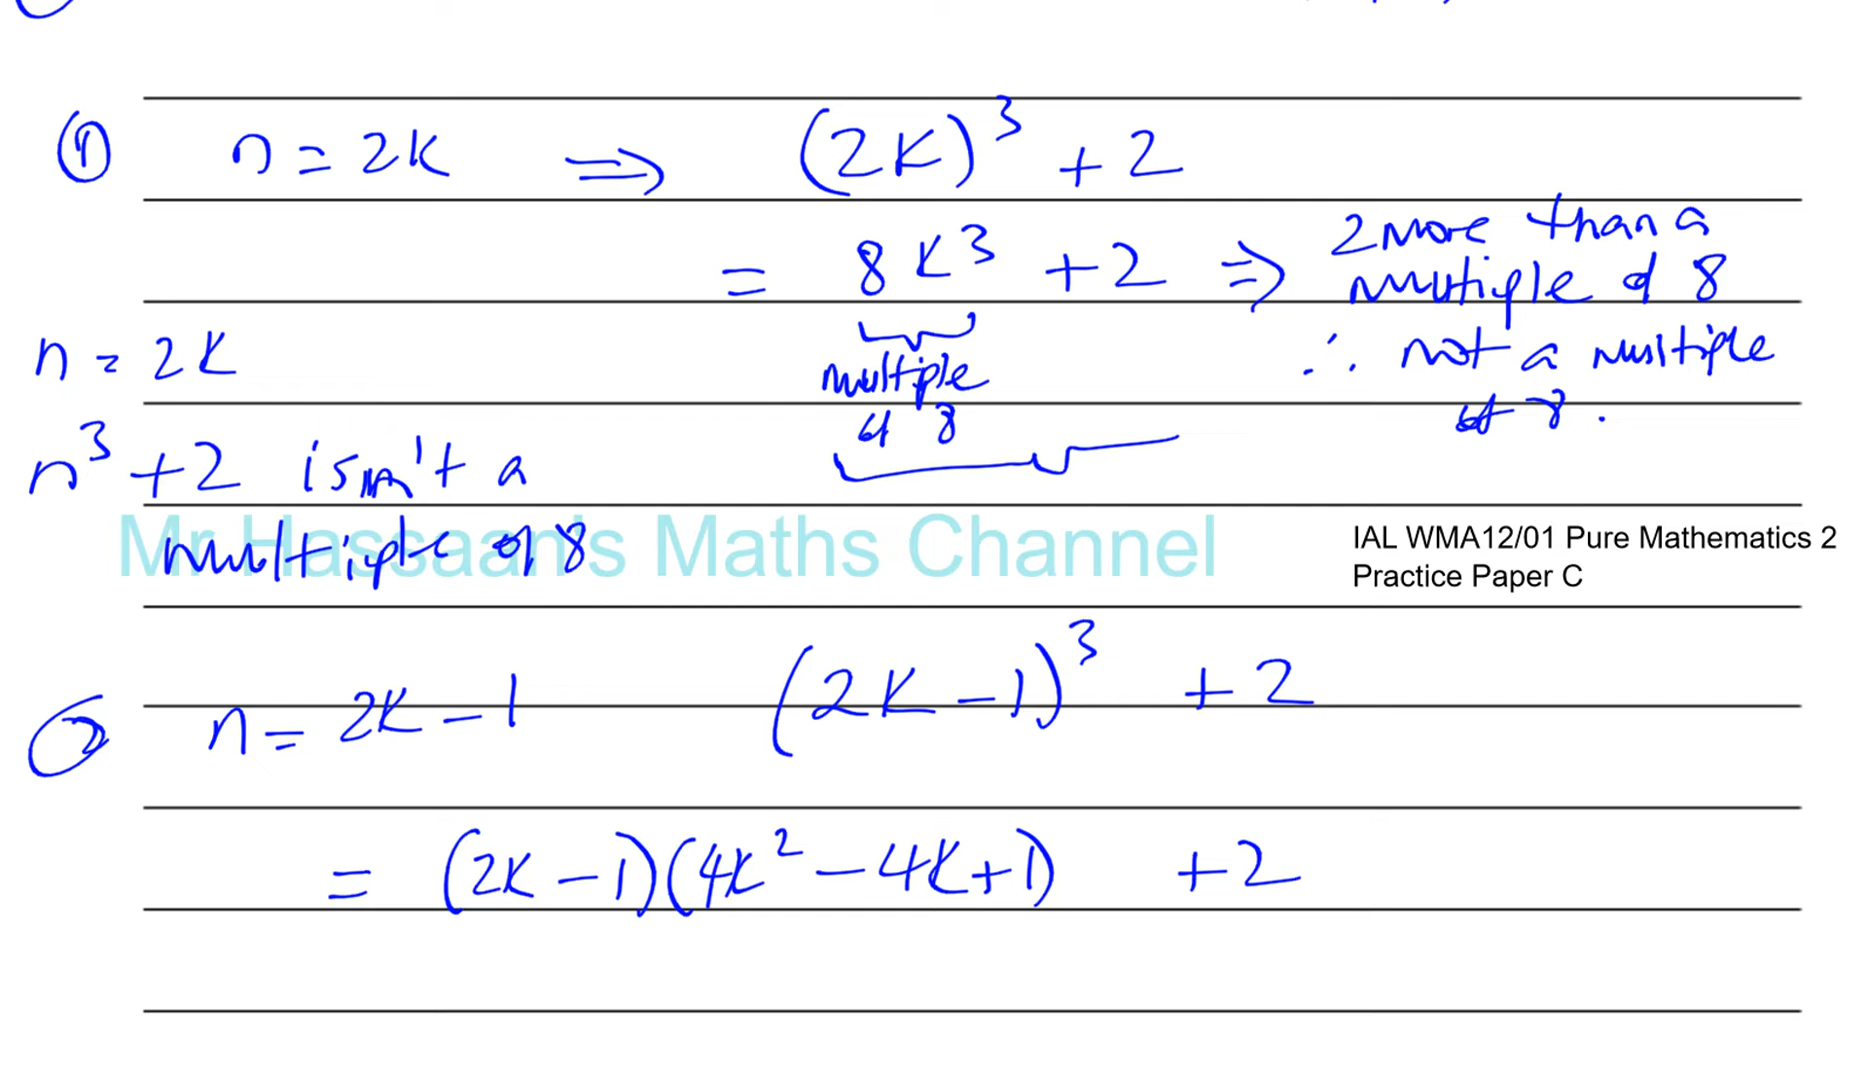 ① n = 2k ⇒ (2k)³ + 2
= 8k³ + 2 ⇒ 2 more than a multiple of 8
∴ not a multiple of 8.
multiple of 8
n = 2k
n³ + 2 isn't a
multiple of 8
Mr Hassaan's Maths Channel
IAL WMA12/01 Pure Mathematics 2
Practice Paper C
② n = 2k - 1 (2k - 1)³ + 2
= (2k - 1)(4k² - 4k + 1) + 2